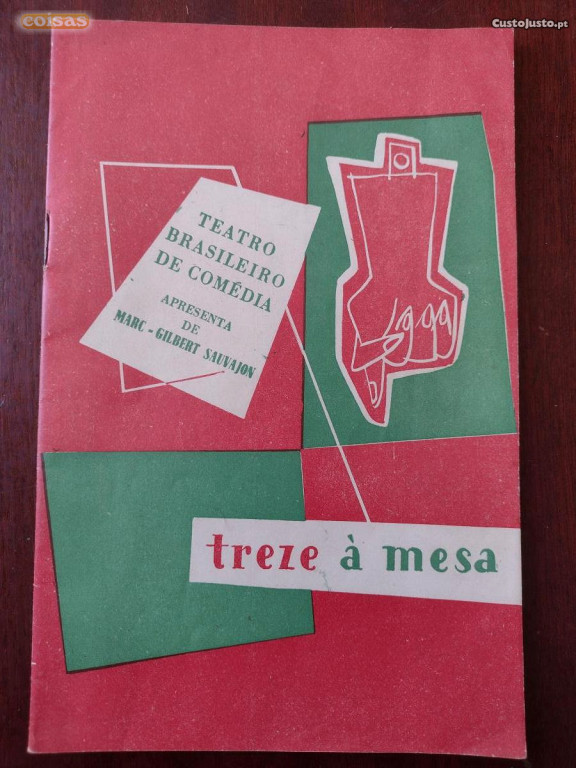 coisas
CustoJusto.pt
TEATRO
BRASILEIRO
DE COMÉDIA
APRESENTA
DE
MARC-GILBERT SAUVAJON
treze à mesa